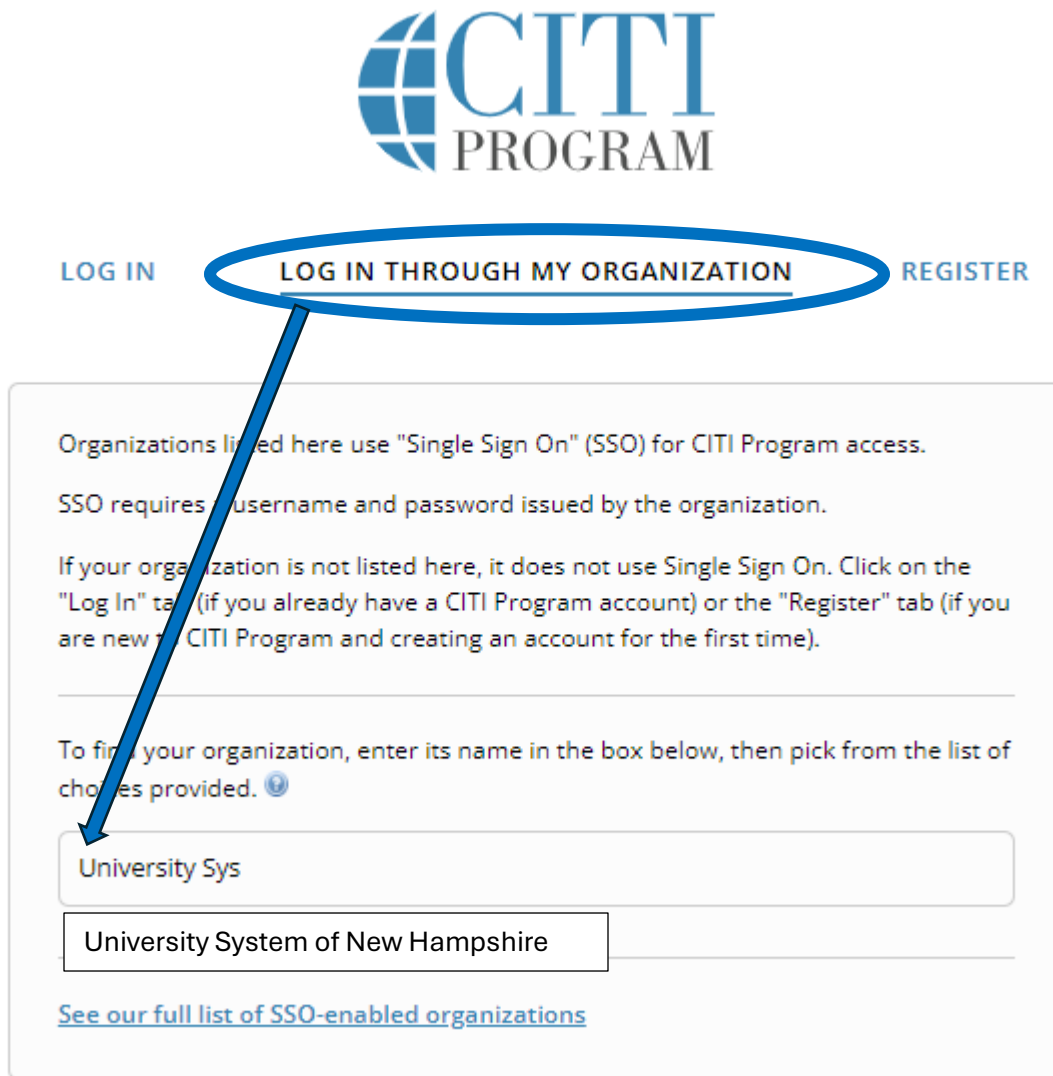 CITI
PROGRAM
LOG IN LOG IN THROUGH MY ORGANIZATION REGISTER
Organizations listed here use "Single Sign On" (SSO) for CITI Program access.
SSO requires username and password issued by the organization.
If your organization is not listed here, it does not use Single Sign On. Click on the
"Log In" tab (if you already have a CITI Program account) or the "Register" tab (if you
are new to CITI Program and creating an account for the first time).
To find your organization, enter its name in the box below, then pick from the list of
choices provided.
University Sys
University System of New Hampshire
See our full list of SSO-enabled organizations